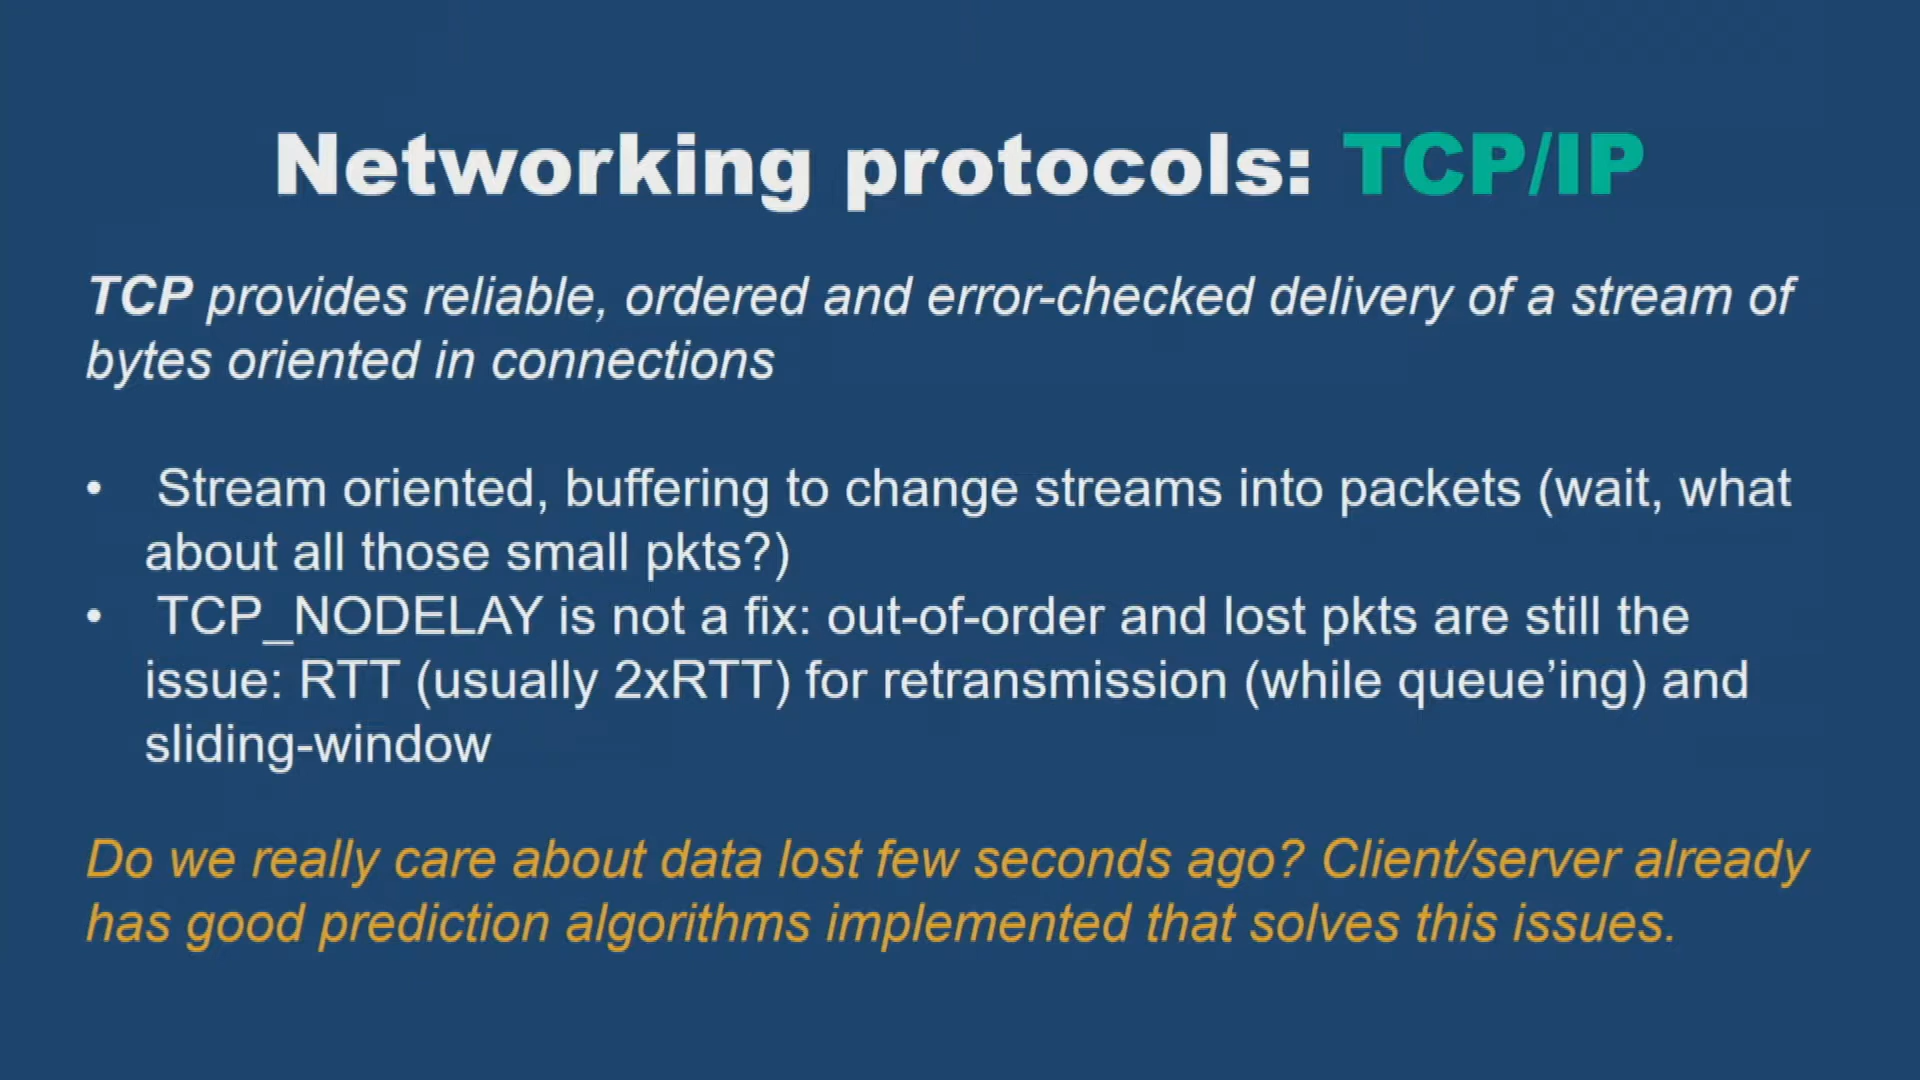 Networking protocols: TCP/IP
TCP provides reliable, ordered and error-checked delivery of a stream of
bytes oriented in connections
• Stream oriented, buffering to change streams into packets (wait, what
about all those small pkts?)
• TCP_NODELAY is not a fix: out-of-order and lost pkts are still the
issue: RTT (usually 2xRTT) for retransmission (while queue’ing) and
sliding-window
Do we really care about data lost few seconds ago? Client/server already
has good prediction algorithms implemented that solves this issues.